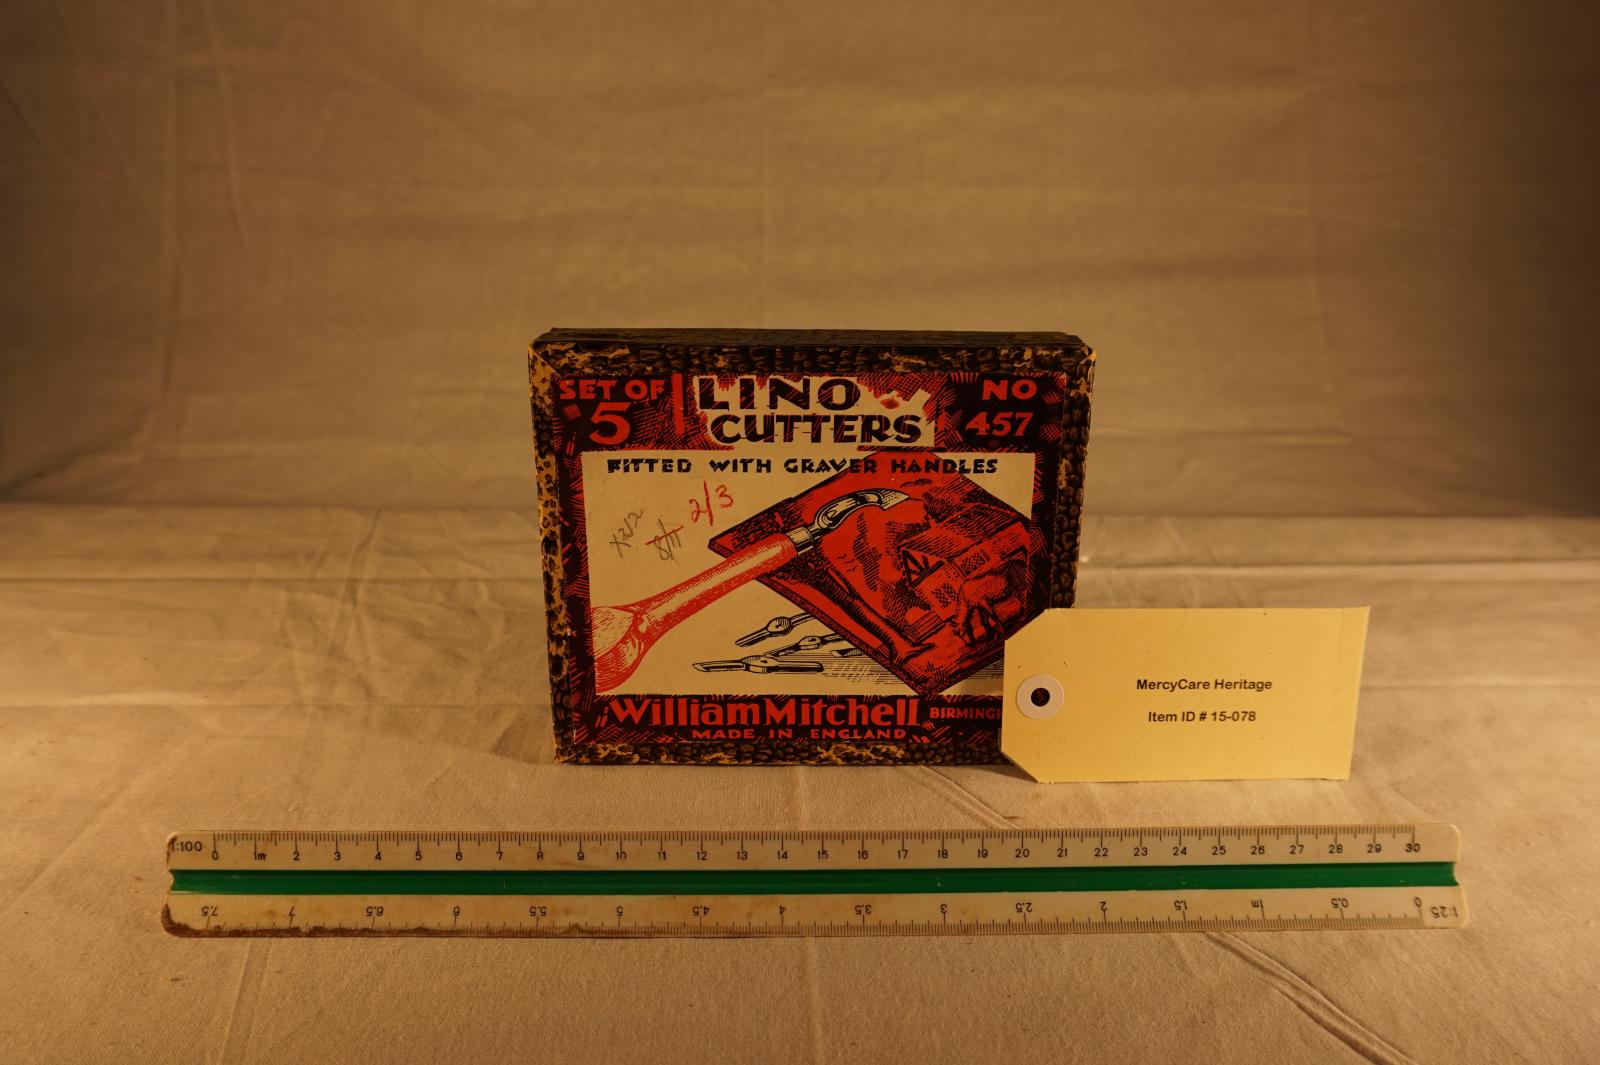 SET OF
5
LINO
CUTTERS
NO
457
FITTED WITH GRAVER HANDLES
2/3
8/11
William Mitchell BIRMINGH
MADE IN ENGLAND
MercyCare Heritage
Item ID # 15-078
1:100 0 1m 2 3 4 5 6 7 8 9 10 11 12 13 14 15 16 17 18 19 20 21 22 23 24 25 26 27 28 29 30
1:25 0 0.5 1m 1.5 2 2.5 3 3.5 4 4.5 5 5.5 6 6.5 7 7.5